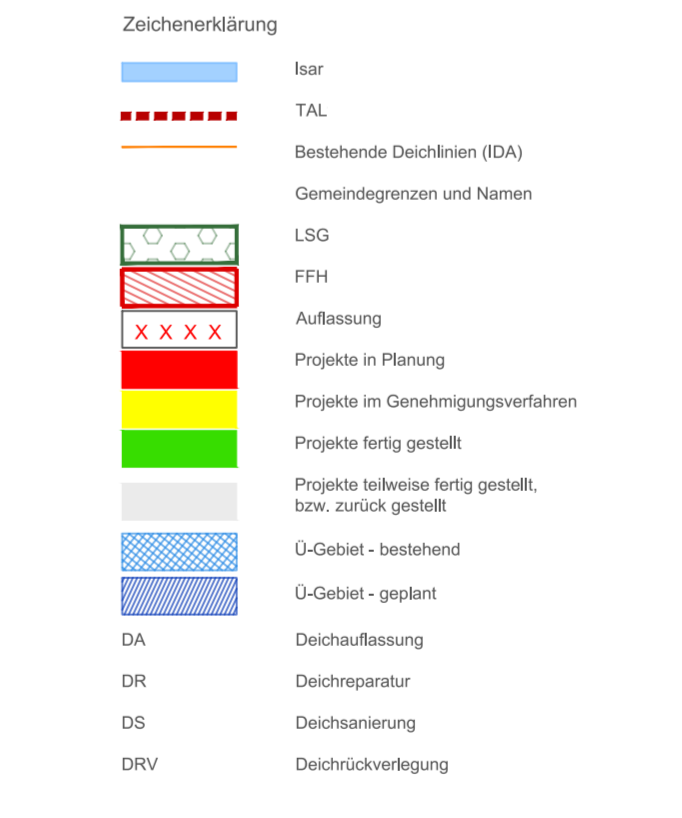 Zeichenerklärung
Isar
TAL
Bestehende Deichlinien (IDA)
Gemeindegrenzen und Namen
LSG
FFH
X X X X Auflassung
Projekte in Planung
Projekte im Genehmigungsverfahren
Projekte fertig gestellt
Projekte teilweise fertig gestellt,
bzw. zurück gestellt
Ü-Gebiet - bestehend
Ü-Gebiet - geplant
DA Deichauflassung
DR Deichreparatur
DS Deichsanierung
DRV Deichrückverlegung